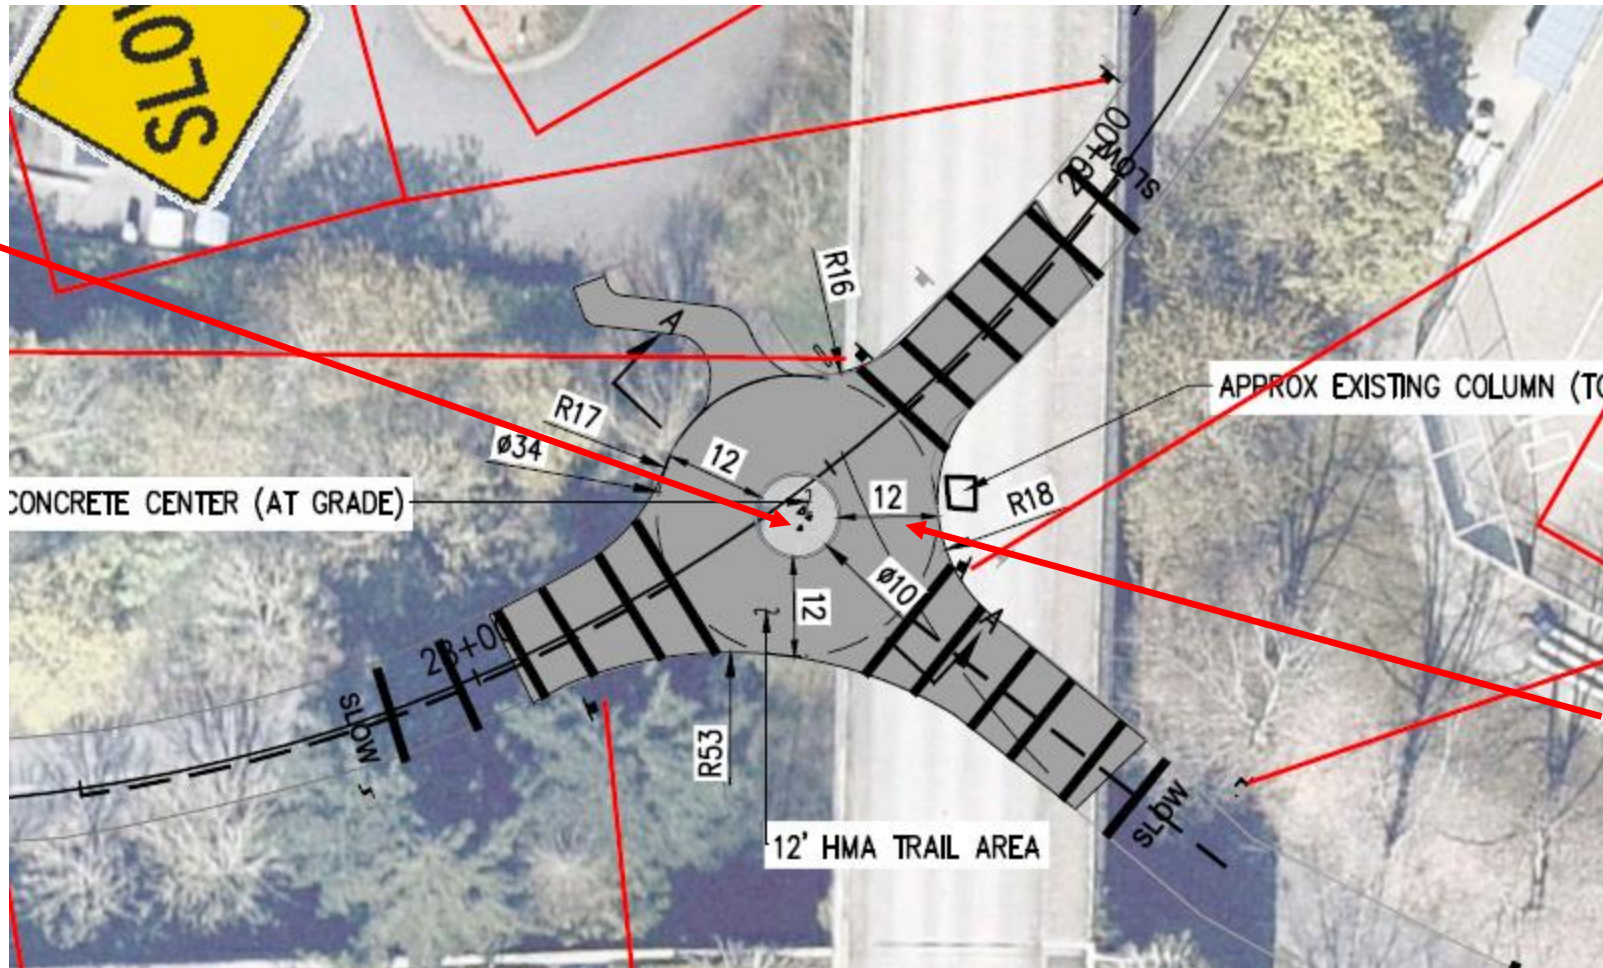 SLOW
29+00
SLOW
R16
A
APPROX EXISTING COLUMN (TO
R17
ø34
12
CONCRETE CENTER (AT GRADE)
12
R18
ø10
12
A
28+00
SLOW
R53
SLOW
12' HMA TRAIL AREA